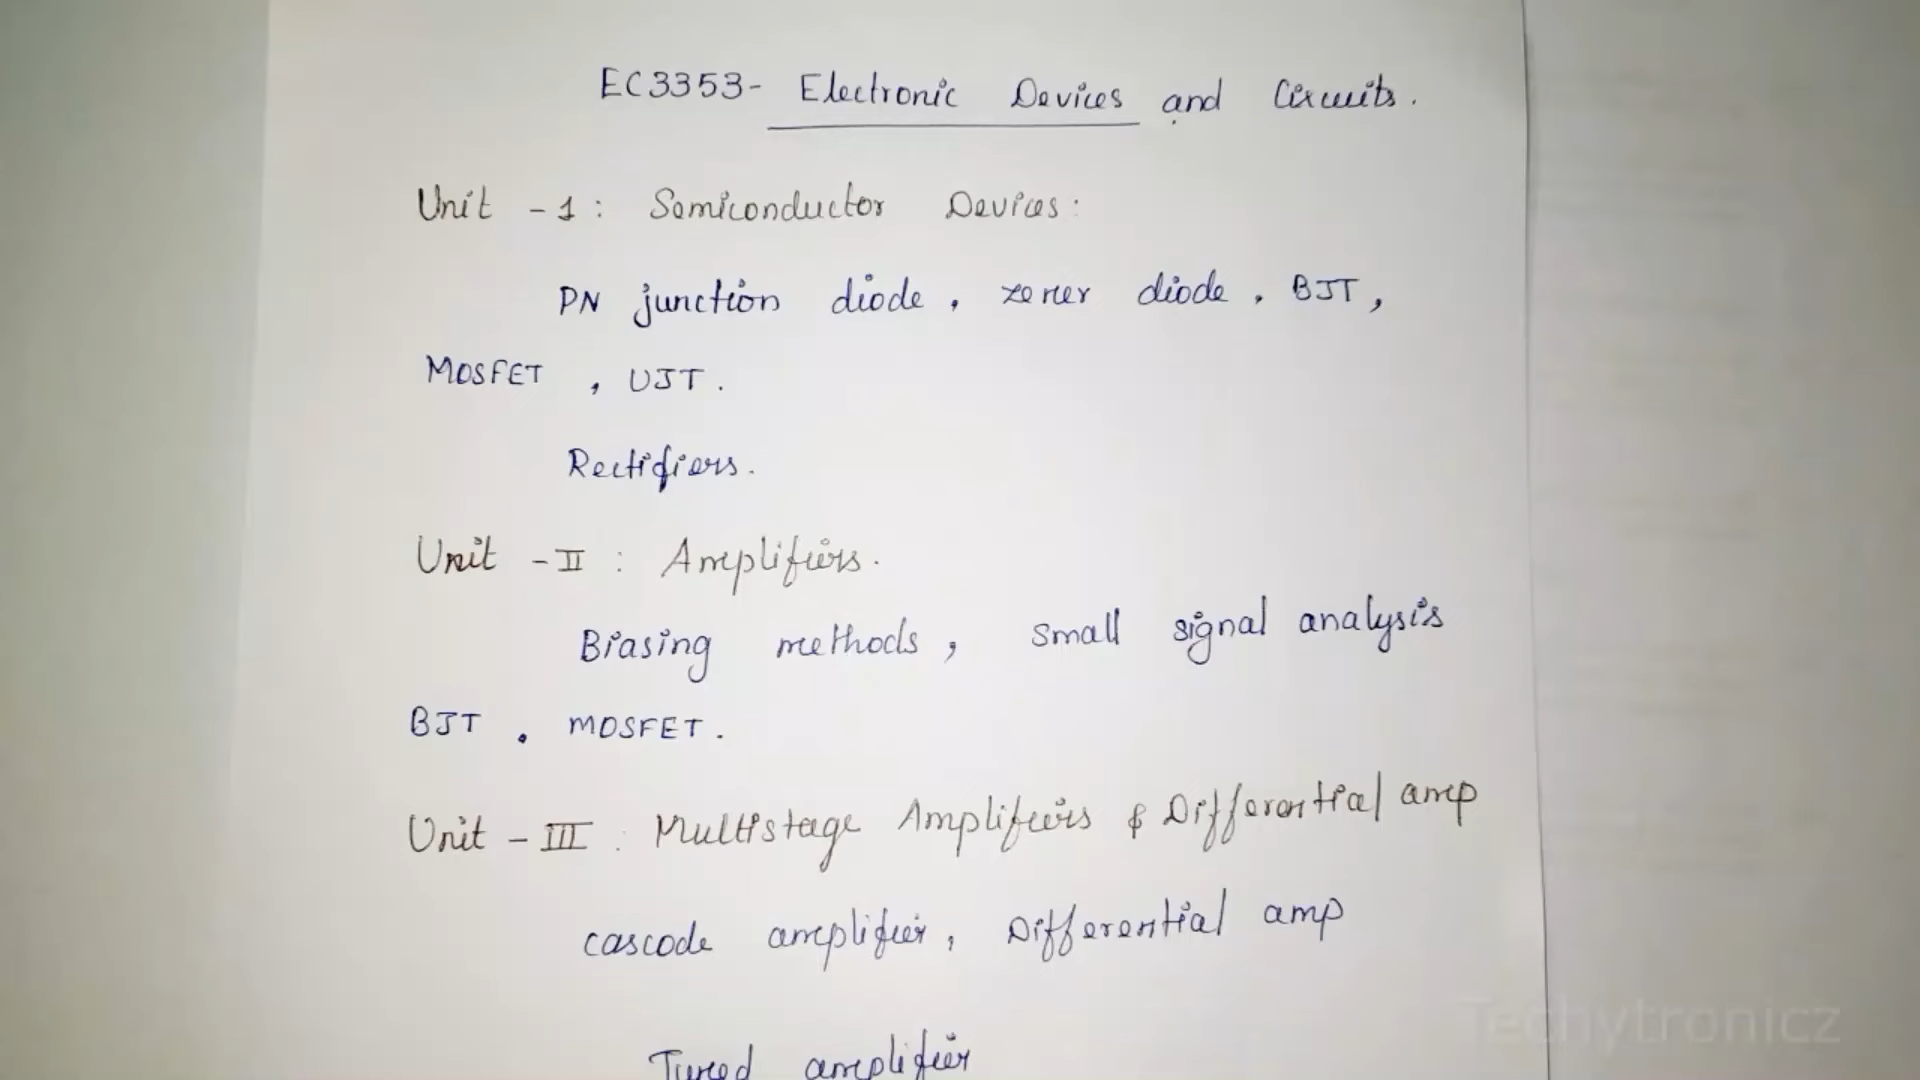 EC3353- Electronic Devices and Circuits.
Unit - 1 : Semiconductor Devices :
PN junction diode, zener diode, BJT,
MOSFET, UJT.
Rectifiers.
Unit - II : Amplifiers.
Biasing methods, small signal analysis
BJT, MOSFET.
Unit - III : Multistage Amplifiers & Differential amp
cascode amplifier, Differential amp
Tuned amplifier
Techytronicz